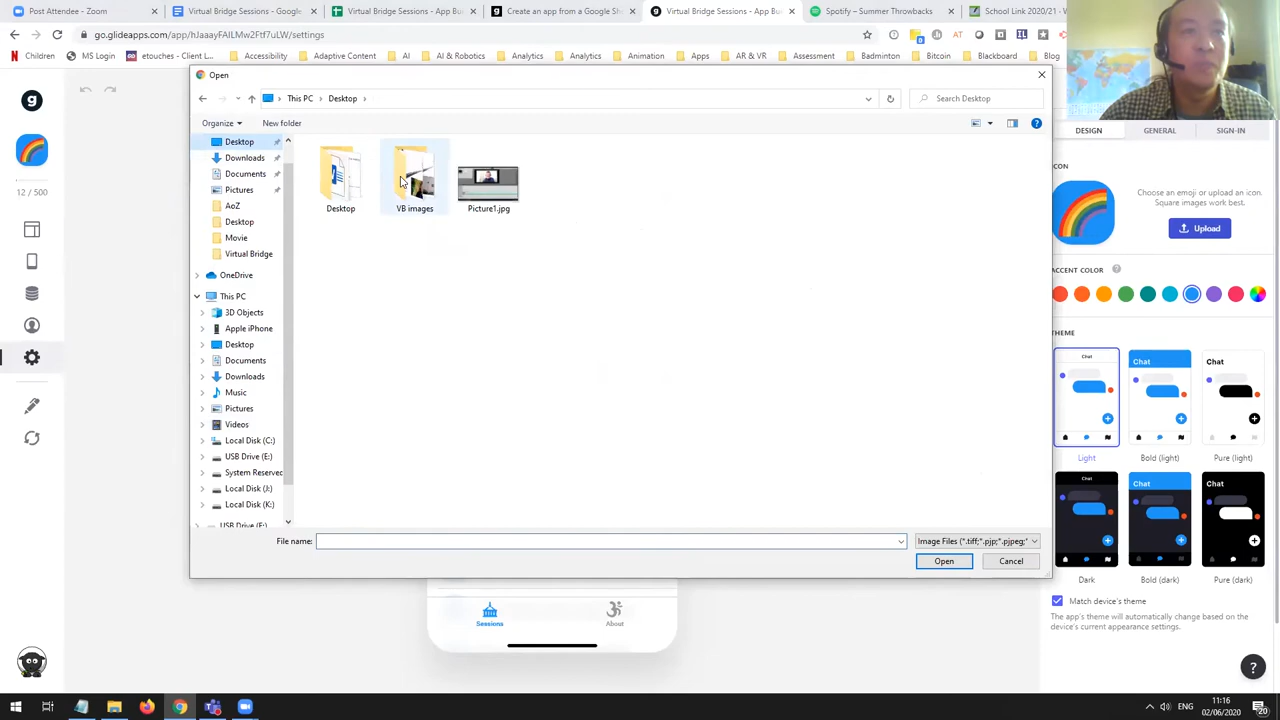 Post Attendee - Zoom
Virtual Bridge Sessions - Google
Virtual Bridge Sessions - AU
Create an app from a Google Sh
Virtual Bridge Sessions - App Bu
Spotify – Summer Throwbacks
School Link 2020/21 - W
go.glideapps.com/app/hJaaayFAILMw2Ftf7uLW/settings
Children
MS Login
etouches - Client L...
Accessibility
Adaptive Content
AI
AI & Robotics
Analytics
Analytics
Animation
Apps
AR & VR
Assessment
Badminton
Bitcoin
Blog
Open
This PC
Desktop
Search Desktop
Organize
New folder
Desktop
Downloads
Documents
Pictures
AoZ
Desktop
Movie
Virtual Bridge
OneDrive
This PC
3D Objects
Apple iPhone
Desktop
Documents
Downloads
Music
Pictures
Videos
Local Disk (C:)
USB Drive (E:)
System Reserved
Local Disk (J:)
Local Disk (K:)
USB Drive (E:)
Desktop
VB images
Picture1.jpg
File name:
Image Files (*.tiff;*.pjp;*.pjpeg;*
Open
Cancel
12 / 500
DESIGN
GENERAL
SIGN-IN
ICON
Choose an emoji or upload an icon.
Square images work best.
Upload
ACCENT COLOR
THEME
Chat
Chat
Chat
Light
Bold (light)
Pure (light)
Chat
Chat
Chat
Dark
Bold (dark)
Pure (dark)
Match device's theme
The app's theme will automatically change based on the
device's current appearance settings.
Sessions
About
ENG
11:16
02/06/2020
20